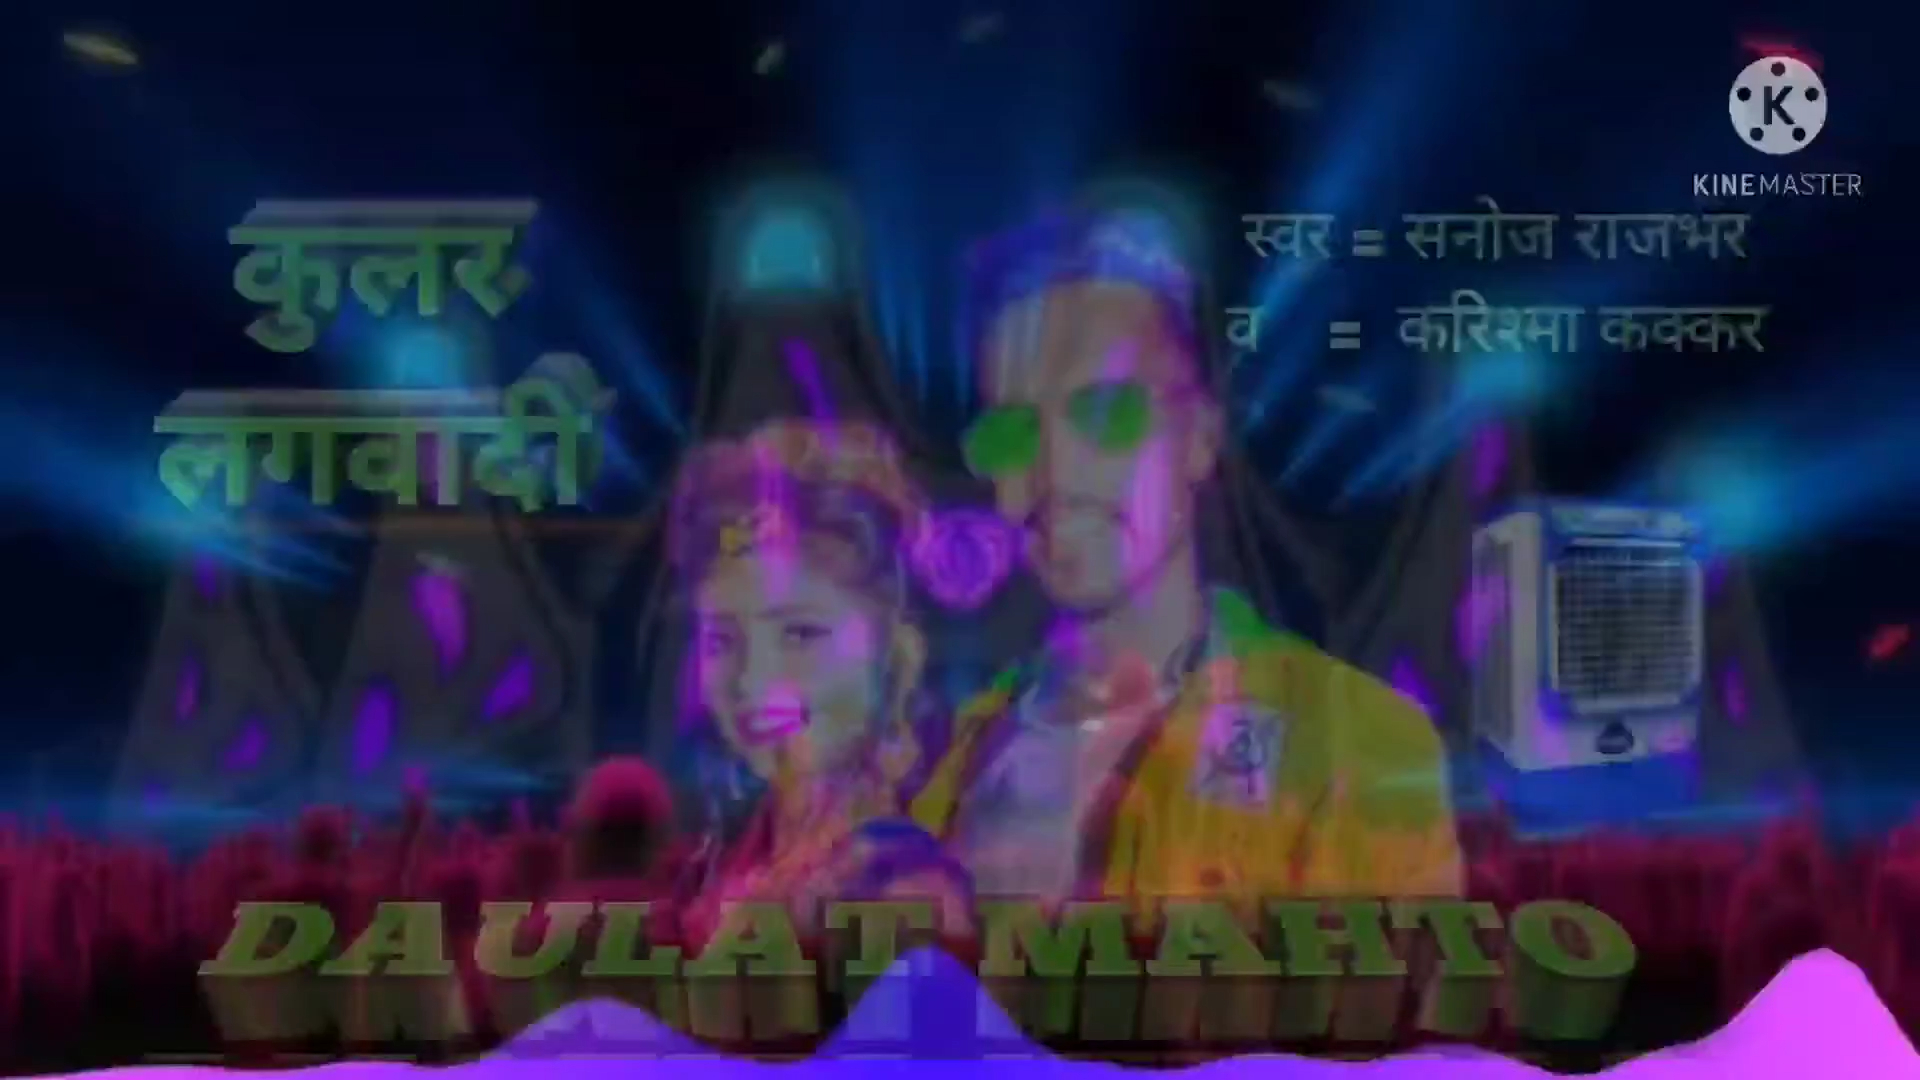 KINEMASTER
कुलर
लगवादीं
स्वर = सनोज राजभर
व = करिश्मा कक्कर
DAULAT MAHTO